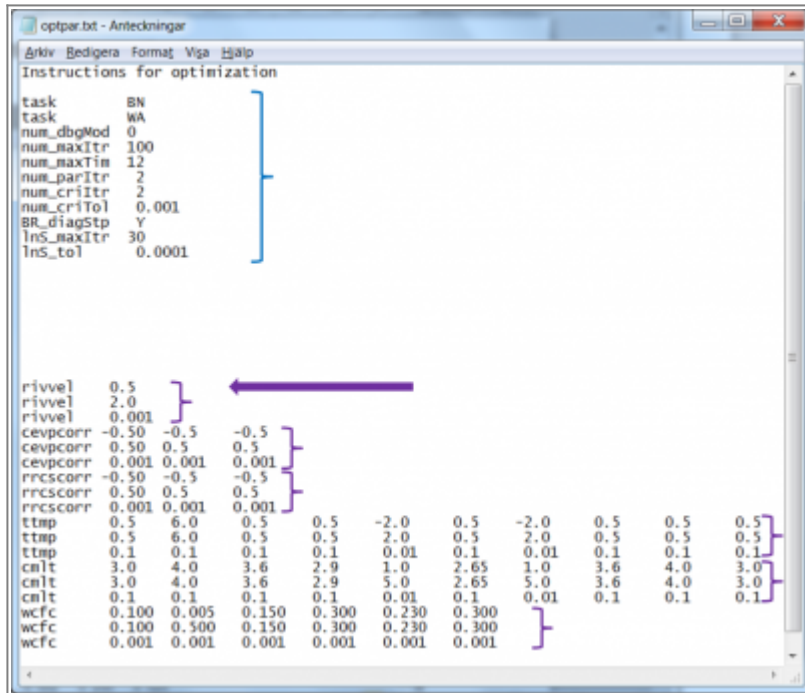 optpar.txt - Anteckningar
Arkiv Redigera Format Visa Hjälp
Instructions for optimization
task BN
task WA
num_dbgMod 0
num_maxItr 100
num_maxTim 12
num_parItr 2
num_criItr 2
num_criTol 0.001
BR_diagStp Y
lnS_maxItr 30
lnS_tol 0.0001
rivvel 0.5
rivvel 2.0
rivvel 0.001
cevpcorr -0.50 -0.5 -0.5
cevpcorr 0.50 0.5 0.5
cevpcorr 0.001 0.001 0.001
rrcscorr -0.50 -0.5 -0.5
rrcscorr 0.50 0.5 0.5
rrcscorr 0.001 0.001 0.001
ttmp 0.5 6.0 0.5 0.5 -2.0 0.5 -2.0 0.5 0.5 0.5
ttmp 0.5 6.0 0.5 0.5 2.0 0.5 2.0 0.5 0.5 0.5
ttmp 0.1 0.1 0.1 0.1 0.01 0.1 0.01 0.1 0.1 0.1
cmlt 3.0 4.0 3.6 2.9 1.0 2.65 1.0 3.6 4.0 3.0
cmlt 3.0 4.0 3.6 2.9 5.0 2.65 5.0 3.6 4.0 3.0
cmlt 0.1 0.1 0.1 0.1 0.01 0.1 0.01 0.1 0.1 0.1
wcfc 0.100 0.005 0.150 0.300 0.230 0.300
wcfc 0.100 0.500 0.150 0.300 0.230 0.300
wcfc 0.001 0.001 0.001 0.001 0.001 0.001